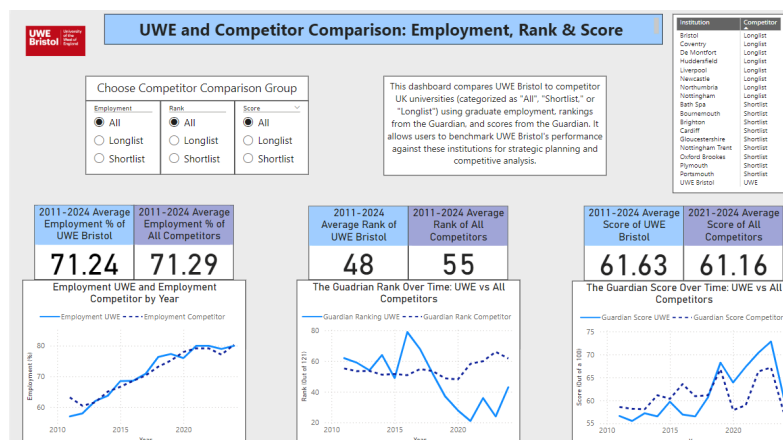 UWE Bristol
University of the West of England
UWE and Competitor Comparison: Employment, Rank & Score
Institution Competitor
Bristol Longlist
Coventry Longlist
De Montfort Longlist
Huddersfield Longlist
Liverpool Longlist
Newcastle Longlist
Northumbria Longlist
Nottingham Longlist
Bath Spa Shortlist
Bournemouth Shortlist
Brighton Shortlist
Cardiff Shortlist
Gloucestershire Shortlist
Nottingham Trent Shortlist
Oxford Brookes Shortlist
Plymouth Shortlist
Portsmouth Shortlist
UWE Bristol UWE
Choose Competitor Comparison Group
Employment Rank Score
All All All
Longlist Longlist Longlist
Shortlist Shortlist Shortlist
This dashboard compares UWE Bristol to competitor
UK universities (categorized as "All", "Shortlist," or
"Longlist") using graduate employment, rankings
from the Guardian, and scores from the Guardian. It
allows users to benchmark UWE Bristol's performance
against these institutions for strategic planning and
competitive analysis.
2011-2024 Average
Employment % of
UWE Bristol
71.24
2011-2024 Average
Employment % of
All Competitors
71.29
2011-2024
Average Rank of
UWE Bristol
48
2011-2024 Average
Rank of All
Competitors
55
2011-2024 Average
Score of UWE
Bristol
61.63
2021-2024 Average
Score of All
Competitors
61.16
Employment UWE and Employment
Competitor by Year
Employment UWE Employment Competitor
Employment (%)
80
60
2010 2015 2020
Year
The Guadrian Rank Over Time: UWE vs All
Competitors
Guardian Ranking UWE Guardian Rank Competitor
Rank (Out of 121)
80
60
40
20
2010 2015 2020
Year
The Guardian Score Over Time: UWE vs All
Competitors
Guardian Score UWE Guardian Score Competitor
Score (Out of a 100)
75
70
65
60
55
2010 2015 2020